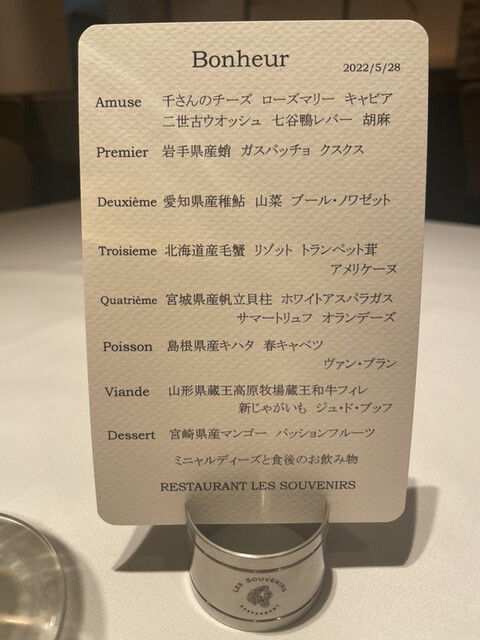 Bonheur
2022/5/28
Amuse 千さんのチーズ ローズマリー キャビア
二世古ウオッシュ 七谷鴨レバー 胡麻
Premier 岩手県産蛸 ガスパッチョ クスクス
Deuxième 愛知県産稚鮎 山菜 ブール・ノワゼット
Troisieme 北海道産毛蟹 リゾット トランペット茸
アメリケーヌ
Quatrième 宮城県産帆立貝柱 ホワイトアスパラガス
サマートリュフ オランデーズ
Poisson 島根県産キハタ 春キャベツ
ヴァン・ブラン
Viande 山形県蔵王高原牧場蔵王和牛フィレ
新じゃがいも ジュ・ド・ブッフ
Dessert 宮崎県産マンゴー パッションフルーツ
ミニャルディーズと食後のお飲み物
RESTAURANT LES SOUVENIRS
LES SOUVENIRS
RESTAURANT